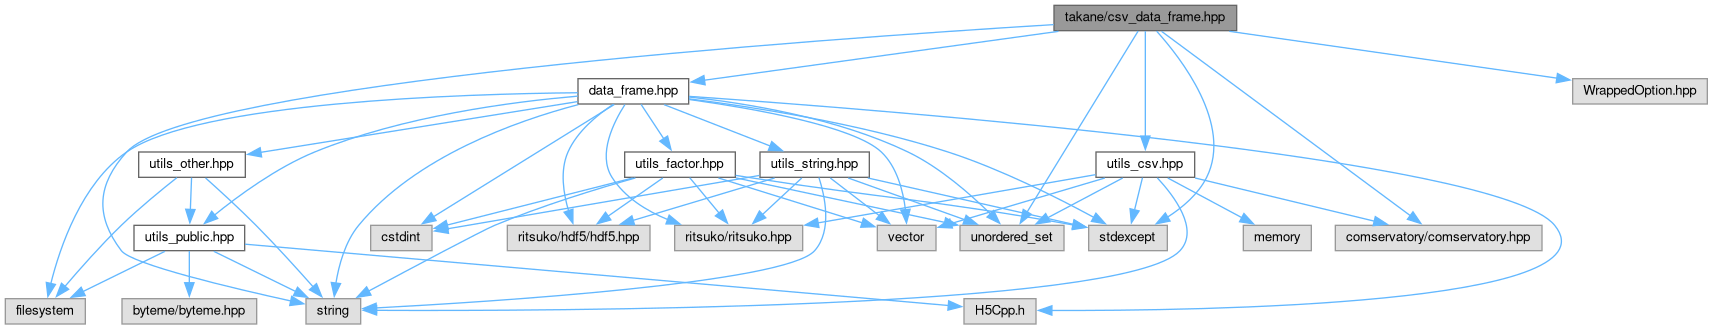 takane/csv_data_frame.hpp
data_frame.hpp
WrappedOption.hpp
utils_other.hpp
utils_factor.hpp
utils_string.hpp
utils_csv.hpp
utils_public.hpp
cstdint
ritsuko/hdf5/hdf5.hpp
ritsuko/ritsuko.hpp
vector
unordered_set
stdexcept
memory
comservatory/comservatory.hpp
filesystem
byteme/byteme.hpp
string
H5Cpp.h